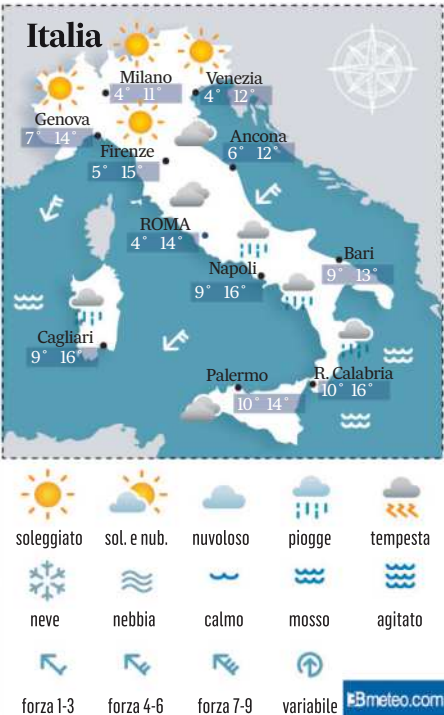 Italia
Milano
4° 11°
Venezia
4° 12°
Genova
7° 14°
Firenze
5° 15°
Ancona
6° 12°
ROMA
4° 14°
Napoli
9° 16°
Bari
9° 13°
Cagliari
9° 16°
Palermo
10° 14°
R. Calabria
10° 16°
soleggiato sol. e nub. nuvoloso piogge tempesta
neve nebbia calmo mosso agitato
forza 1-3 forza 4-6 forza 7-9 variabile
3Bmeteo.com